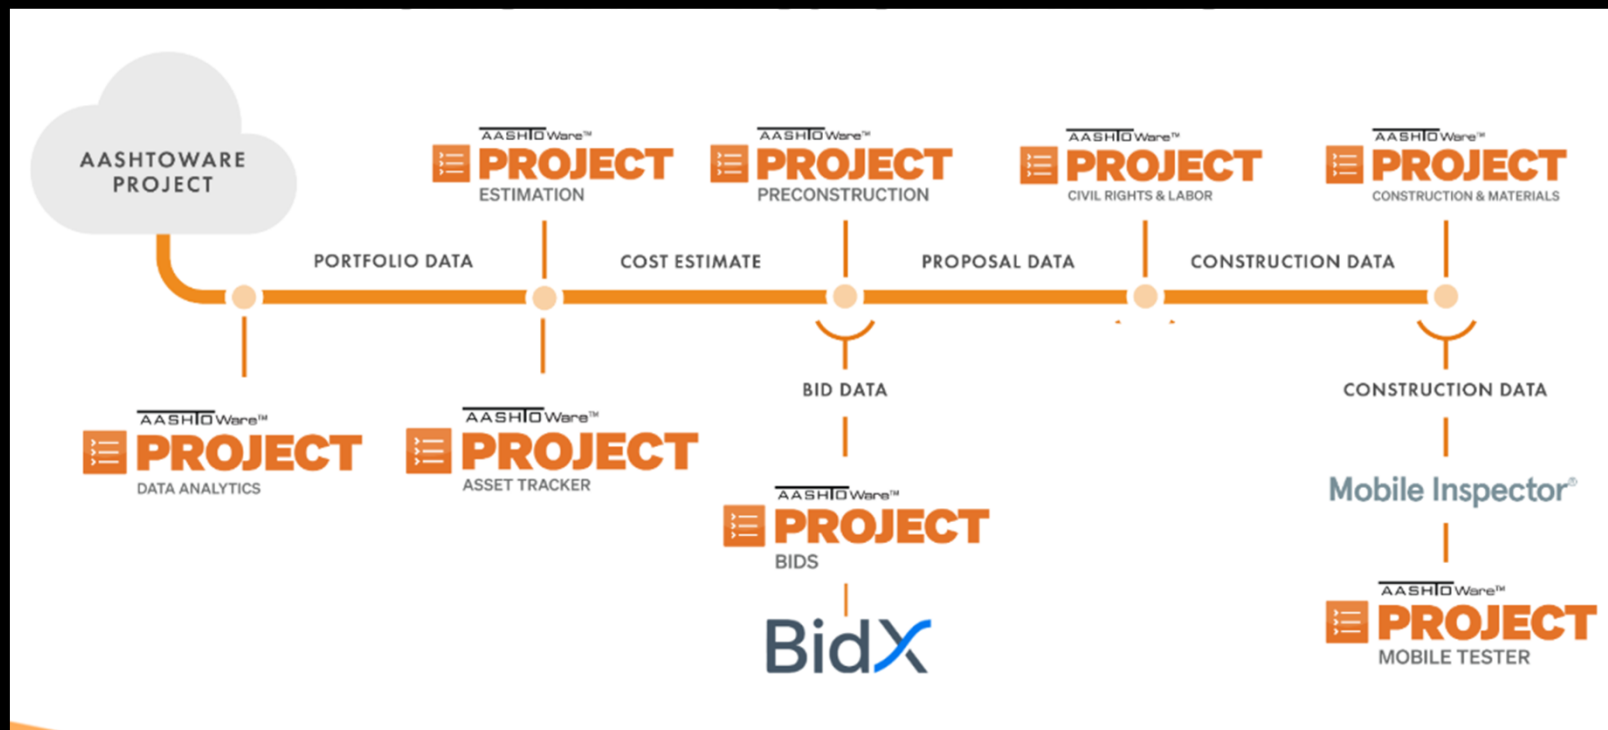 AASHTOWARE
PROJECT
AASHTOWare™
PROJECT
ESTIMATION
AASHTOWare™
PROJECT
PRECONSTRUCTION
AASHTOWare™
PROJECT
CIVIL RIGHTS & LABOR
AASHTOWare™
PROJECT
CONSTRUCTION & MATERIALS
PORTFOLIO DATA
COST ESTIMATE
PROPOSAL DATA
CONSTRUCTION DATA
AASHTOWare™
PROJECT
DATA ANALYTICS
AASHTOWare™
PROJECT
ASSET TRACKER
BID DATA
AASHTOWare™
PROJECT
BIDS
BidX
CONSTRUCTION DATA
Mobile Inspector®
AASHTOWare™
PROJECT
MOBILE TESTER